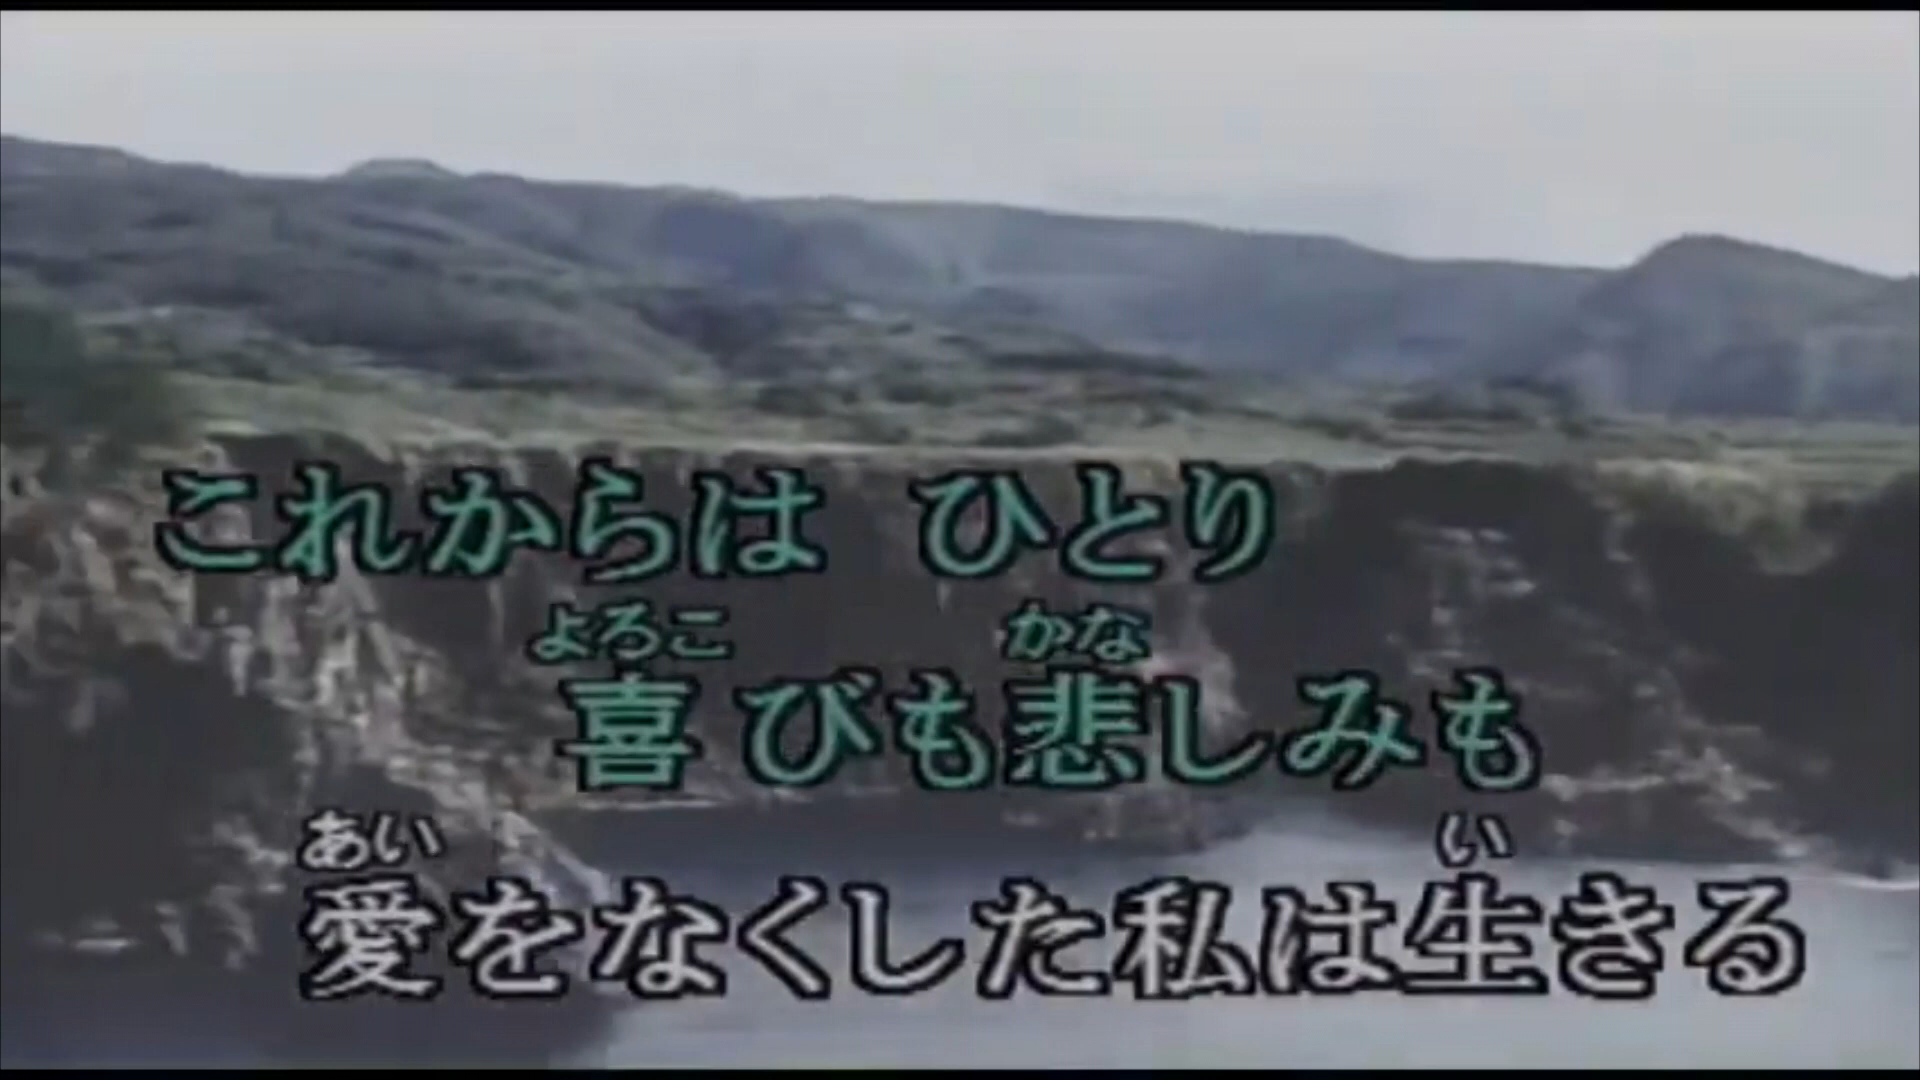 これからは ひとり
よろこ かな
喜びも悲しみも
あい い
愛をなくした私は生きる